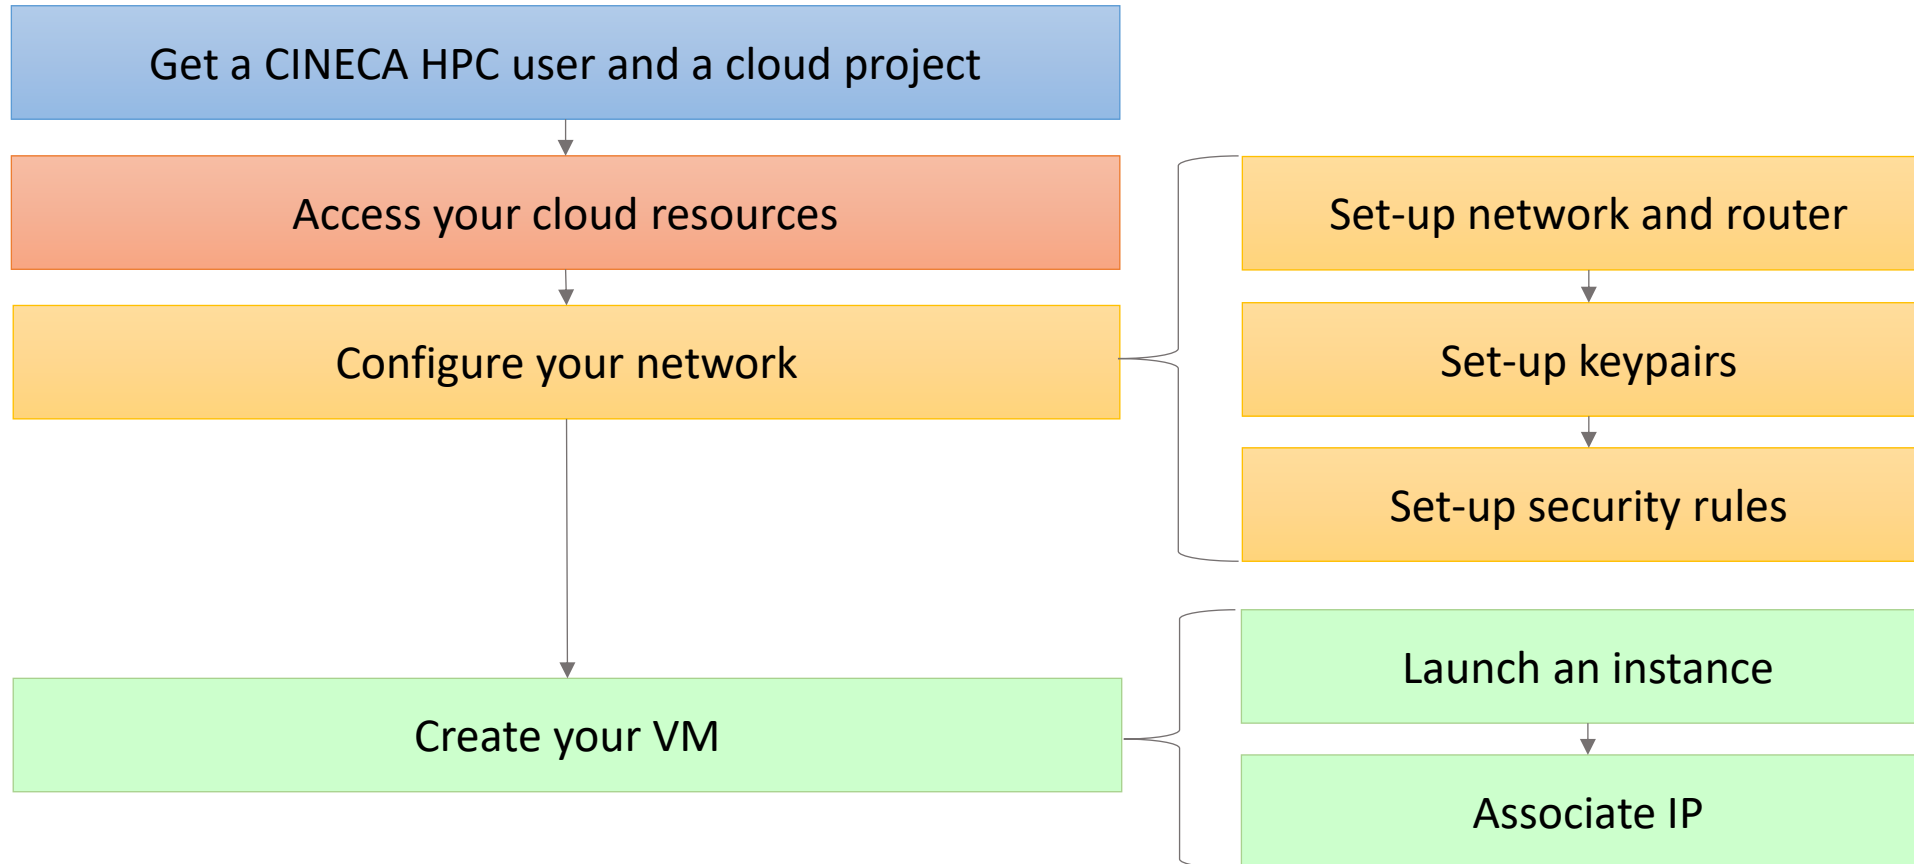 Get a CINECA HPC user and a cloud project
Access your cloud resources
Configure your network
Set-up network and router
Set-up keypairs
Set-up security rules
Create your VM
Launch an instance
Associate IP